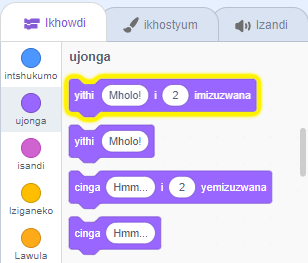 Ikhowdi ikhostyum Izandi
intshukumo
ujonga
isandi
Iziganeko
Lawula
ujonga
yithi Mholo! i 2 imizuzwana
yithi Mholo!
cinga Hmm... i 2 yemizuzwana
cinga Hmm...